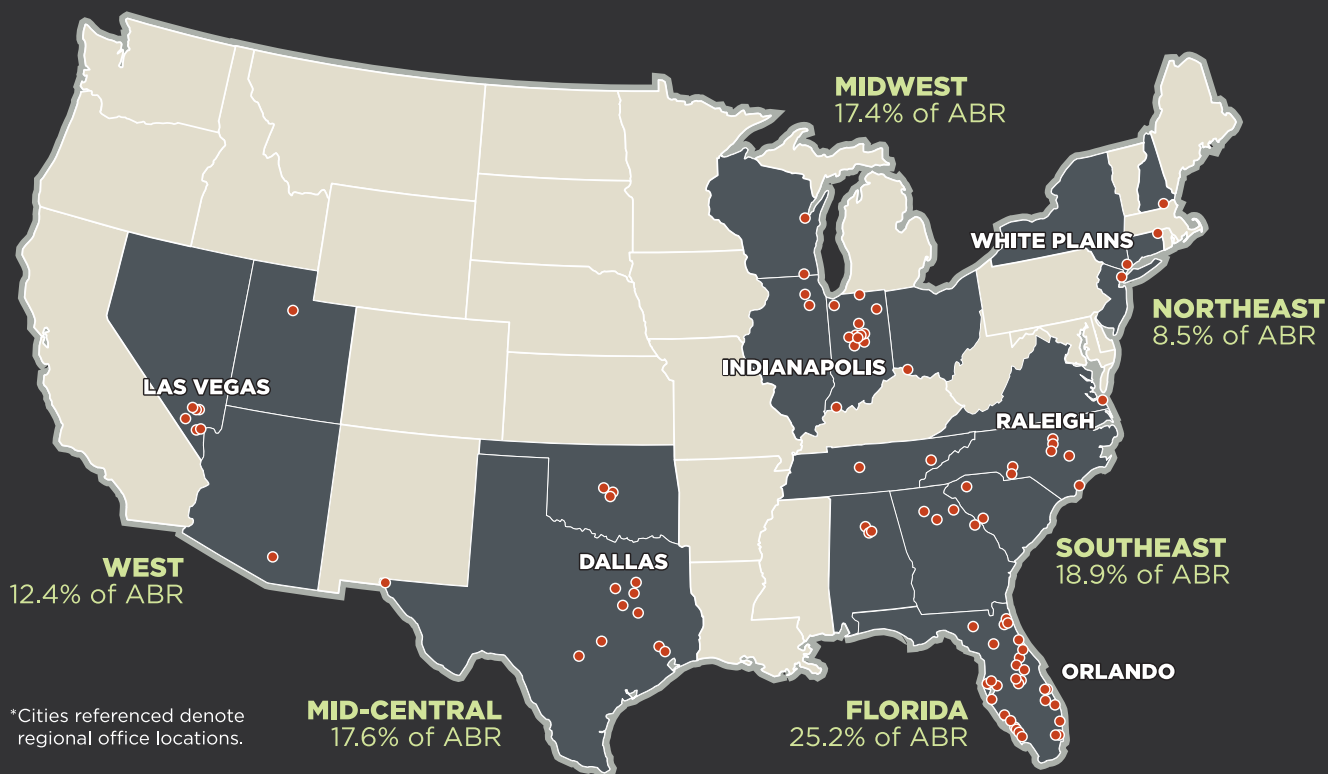 MIDWEST
17.4% of ABR
WHITE PLAINS
NORTHEAST
8.5% of ABR
LAS VEGAS
INDIANAPOLIS
RALEIGH
WEST
12.4% of ABR
DALLAS
SOUTHEAST
18.9% of ABR
ORLANDO
*Cities referenced denote
regional office locations.
MID-CENTRAL
17.6% of ABR
FLORIDA
25.2% of ABR